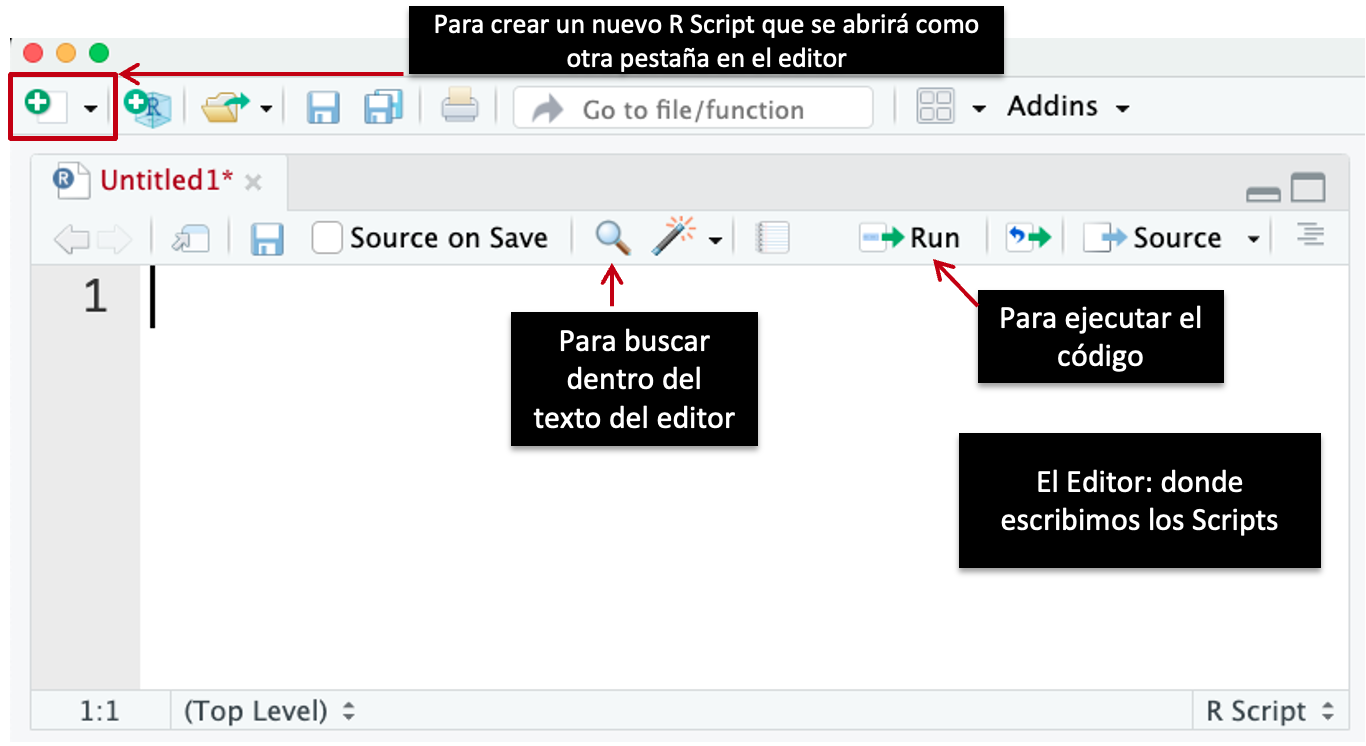 Para crear un nuevo R Script que se abrirá como
otra pestaña en el editor
R
Go to file/function
Addins
R
Untitled1*
Source on Save
Run
Source
1
Para buscar
dentro del
texto del editor
Para ejecutar el
código
El Editor: donde
escribimos los Scripts
1:1
(Top Level)
R Script